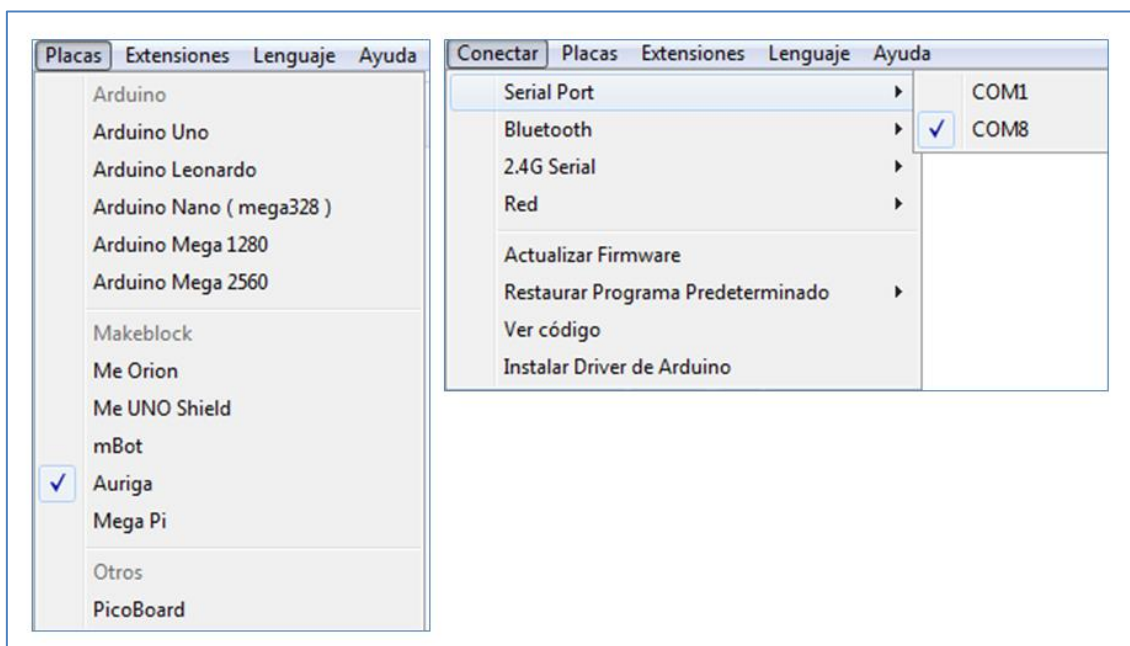 Placas Extensiones Lenguaje Ayuda
Arduino
Arduino Uno
Arduino Leonardo
Arduino Nano ( mega328 )
Arduino Mega 1280
Arduino Mega 2560
Makeblock
Me Orion
Me UNO Shield
mBot
Auriga
Mega Pi
Otros
PicoBoard
Conectar Placas Extensiones Lenguaje Ayuda
Serial Port
Bluetooth
2.4G Serial
Red
Actualizar Firmware
Restaurar Programa Predeterminado
Ver código
Instalar Driver de Arduino
COM1
COM8